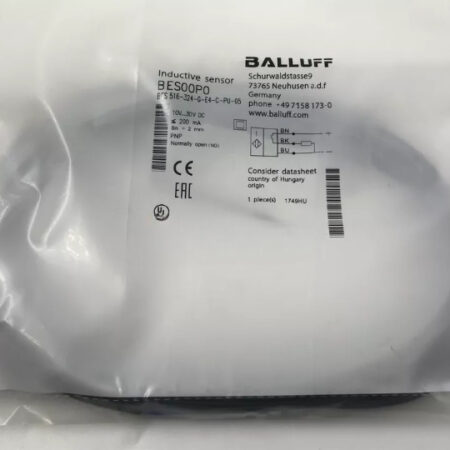 Inductive sensor
BES00P0
BES 516-324-G-E4-C-PU-05
10V...30V DC
≤ 200 mA
Sn = 2 mm
PNP
Normally open (NO)
CE
EAC
BALLUFF
Schurwaldstasse9
73765 Neuhusen a.d.f
Germany
phone +49 7158 173-0
www.balluff.com
BN
BK
BU
+
-
Consider datasheet
country of Hungary
origin
1 piece(s) 1749HU